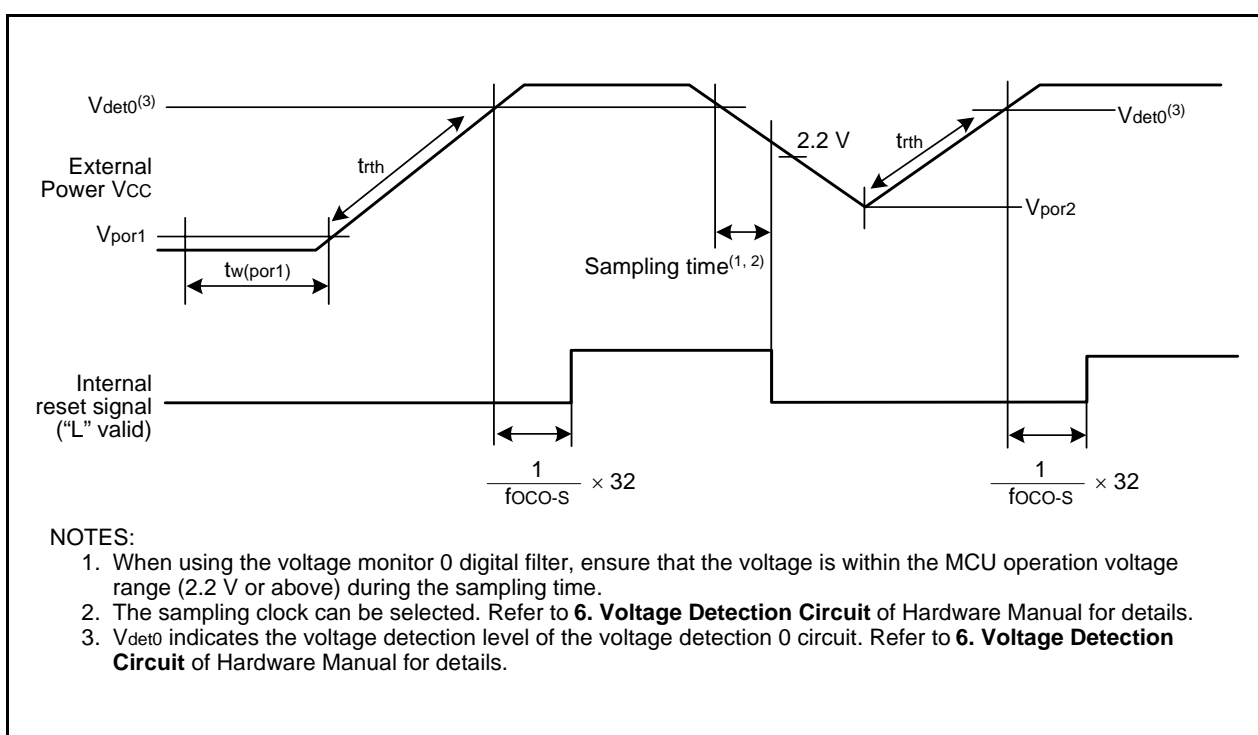 Vdet0(3)
External
Power VCC
Vpor1
tw(por1)
trth
Sampling time(1, 2)
2.2 V
trth
Vdet0(3)
Vpor2
Internal
reset signal
(“L” valid)
1
fOCO-S
× 32
1
fOCO-S
× 32
NOTES:
1. When using the voltage monitor 0 digital filter, ensure that the voltage is within the MCU operation voltage
range (2.2 V or above) during the sampling time.
2. The sampling clock can be selected. Refer to 6. Voltage Detection Circuit of Hardware Manual for details.
3. Vdet0 indicates the voltage detection level of the voltage detection 0 circuit. Refer to 6. Voltage Detection
Circuit of Hardware Manual for details.